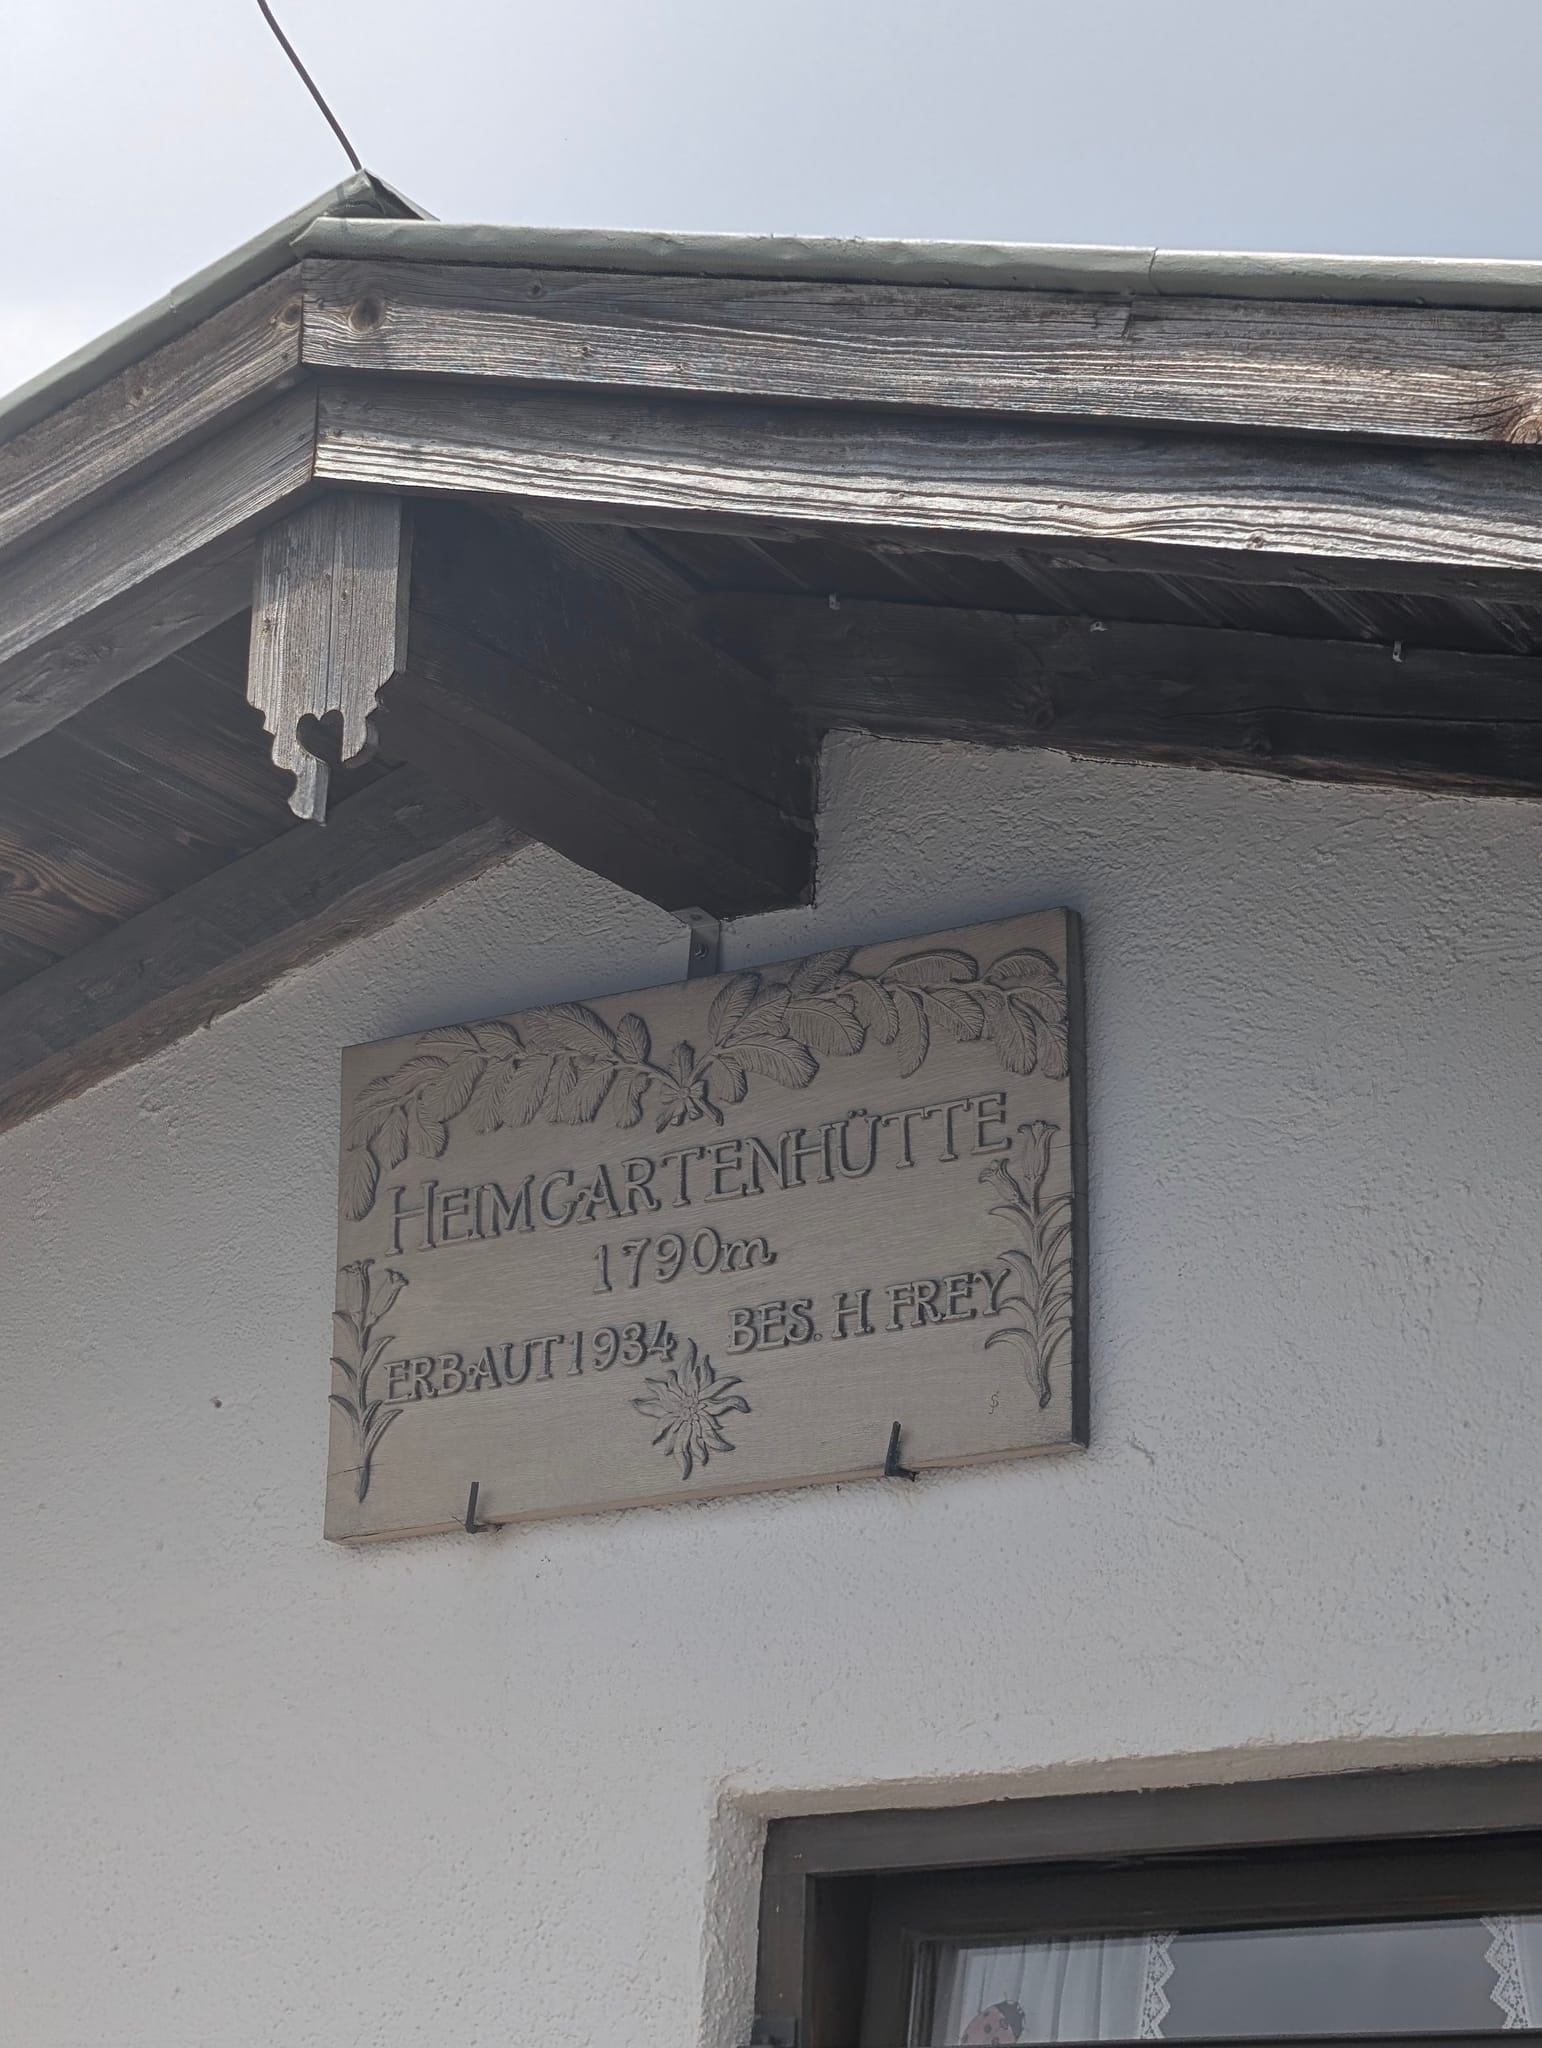 HEIMGARTENHÜTTE
1790m
ERBAUT 1934 BES. H. FREY